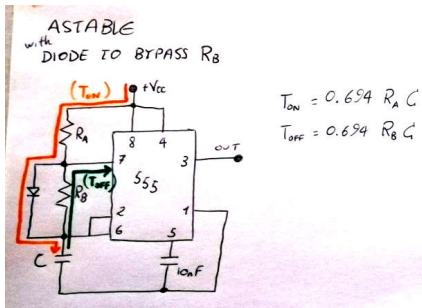 ASTABLE
with
DIODE TO BYPASS RB
(TON)
+VCC
TON = 0.694 RA C
TOFF = 0.694 RB C
RA
8 4
7
3
OUT
(TOFF)
RB
555
2
1
6
5
C
10nF